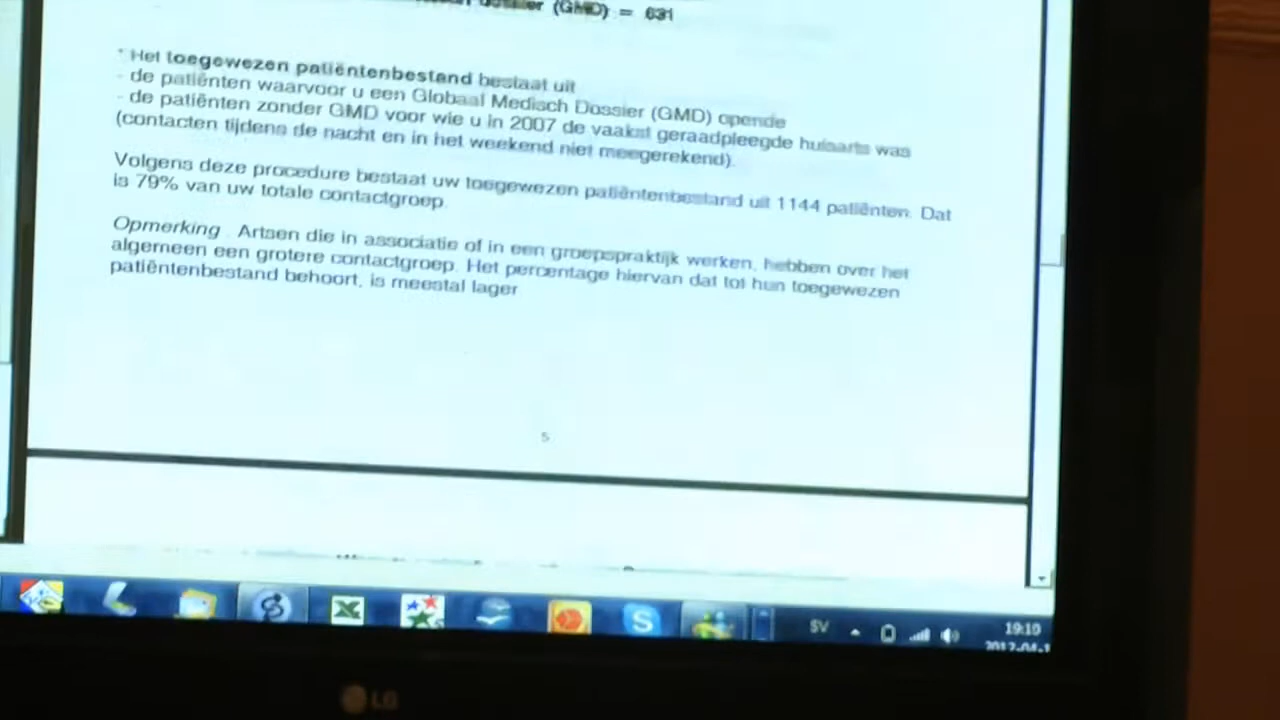 dossier (GMD) = 631
* Het toegewezen patiëntenbestand bestaat uit
- de patiënten waarvoor u een Globaal Medisch Dossier (GMD) opende
- de patiënten zonder GMD voor wie u in 2007 de vaakst geraadpleegde huisarts was
(contacten tijdens de nacht en in het weekend niet meegerekend).
Volgens deze procedure bestaat uw toegewezen patiëntenbestand uit 1144 patiënten. Dat
is 79% van uw totale contactgroep
Opmerking . Artsen die in associatie of in een groepspraktijk werken, hebben over het
algemeen een grotere contactgroep. Het percentage hiervan dat tot hun toegewezen
patiëntenbestand behoort, is meestal lager
5
SV
19:10
2012-04-1
LG